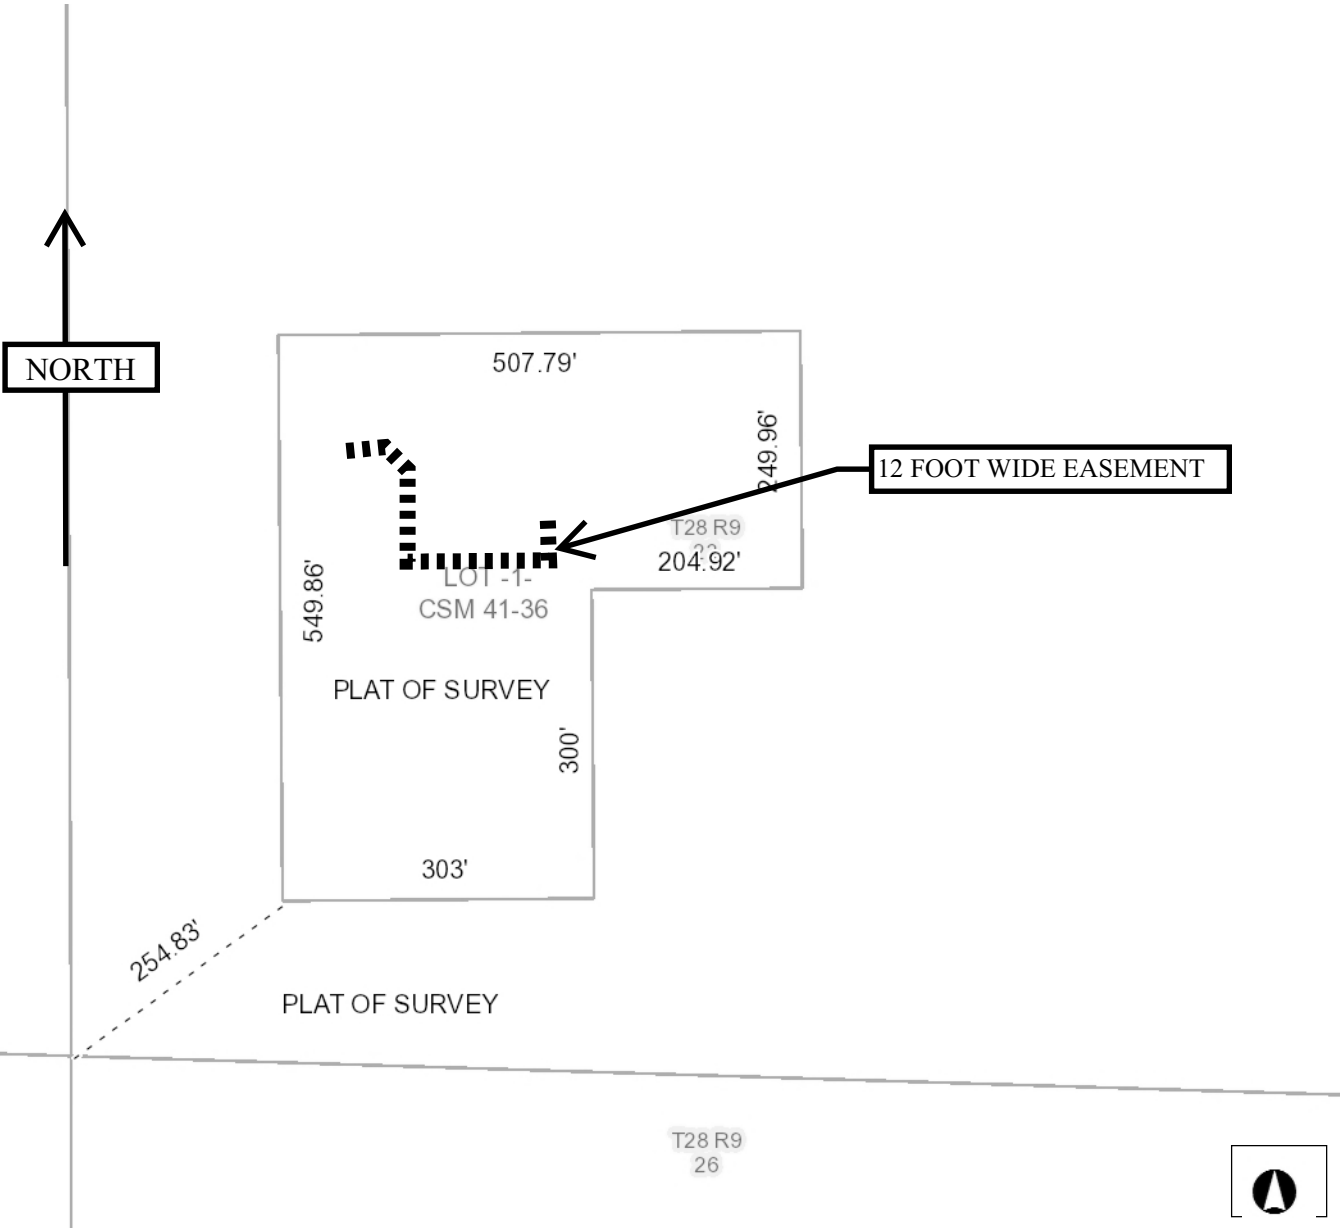 NORTH
507.79'
249.96'
12 FOOT WIDE EASEMENT
T28 R9
204.92'
LOT -1-
CSM 41-36
549.86'
PLAT OF SURVEY
300'
303'
254.83'
PLAT OF SURVEY
T28 R9
26